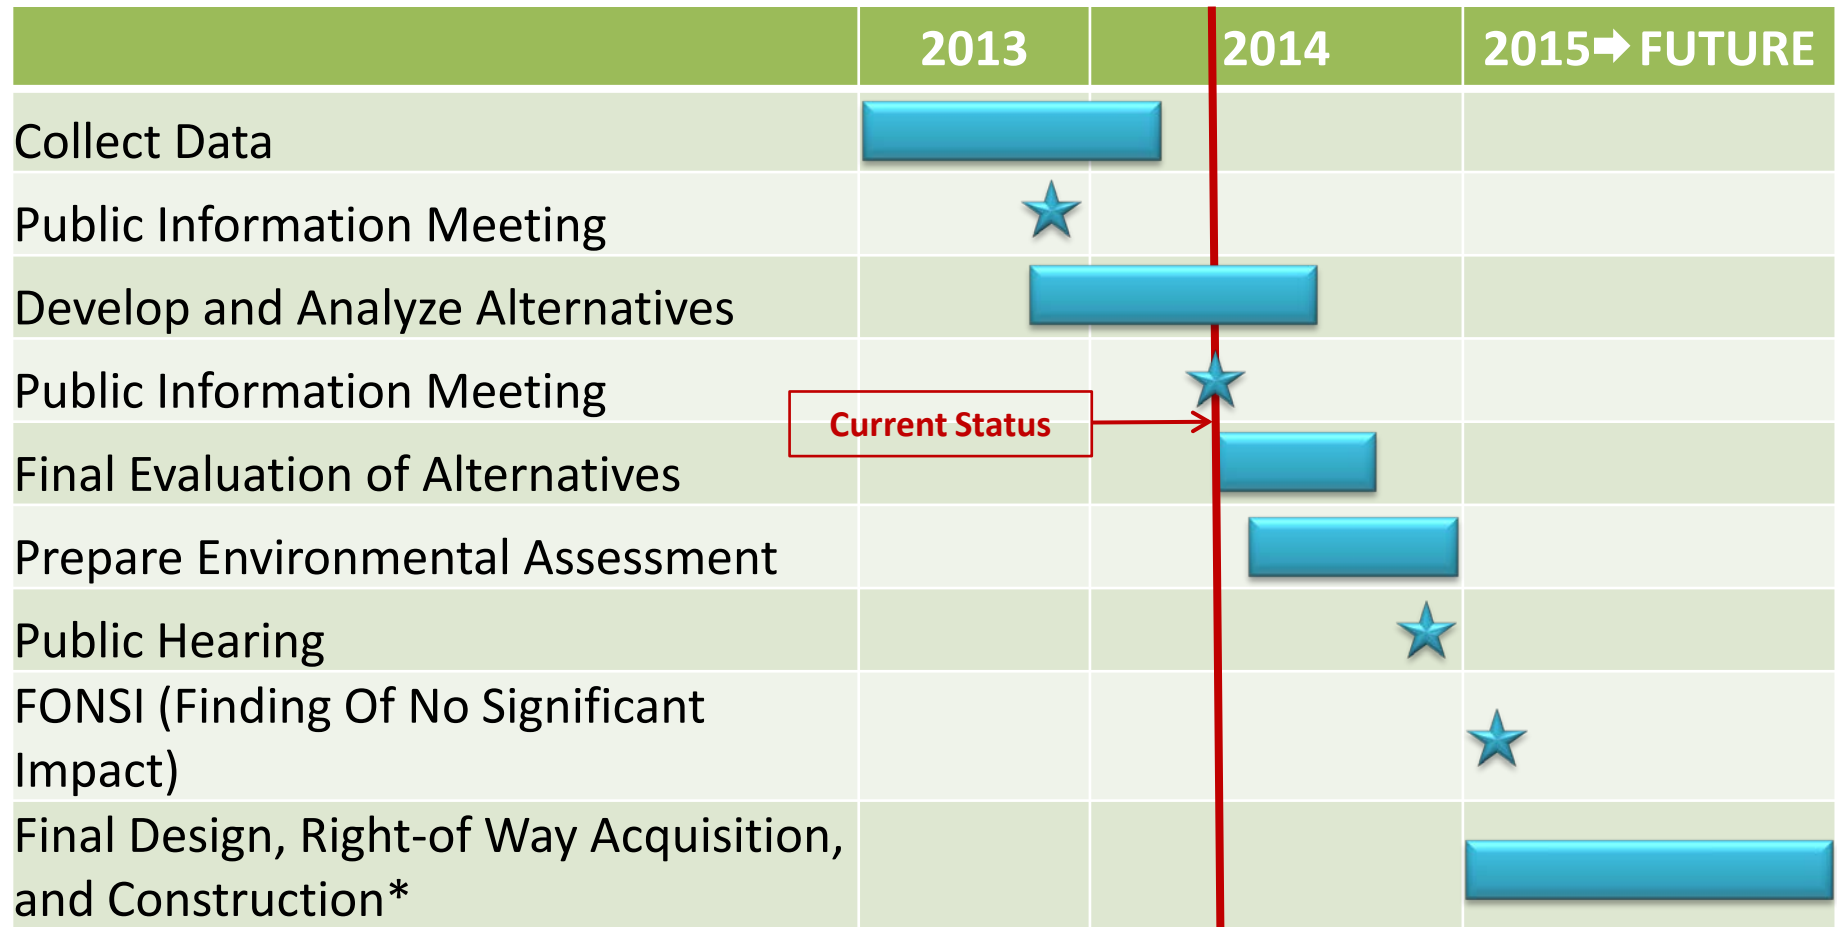 2013 2014 2015➡FUTURE
Collect Data
Public Information Meeting
Develop and Analyze Alternatives
Public Information Meeting
Current Status
Final Evaluation of Alternatives
Prepare Environmental Assessment
Public Hearing
FONSI (Finding Of No Significant
Impact)
Final Design, Right-of Way Acquisition,
and Construction*